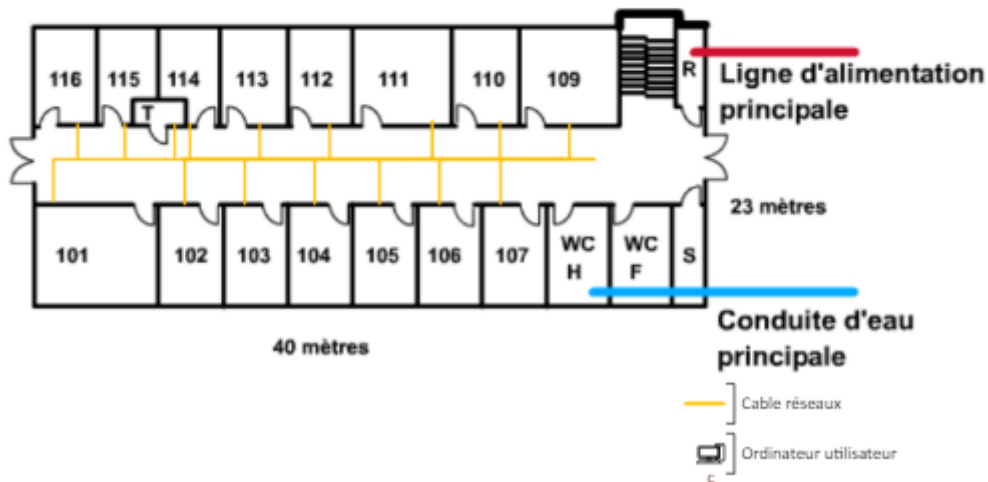 116 115 114 113 112 111 110 109 R
T
Ligne d'alimentation
principale
23 mètres
101 102 103 104 105 106 107 WC H WC F S
40 mètres
Conduite d'eau
principale
Cable réseaux
Ordinateur utilisateur